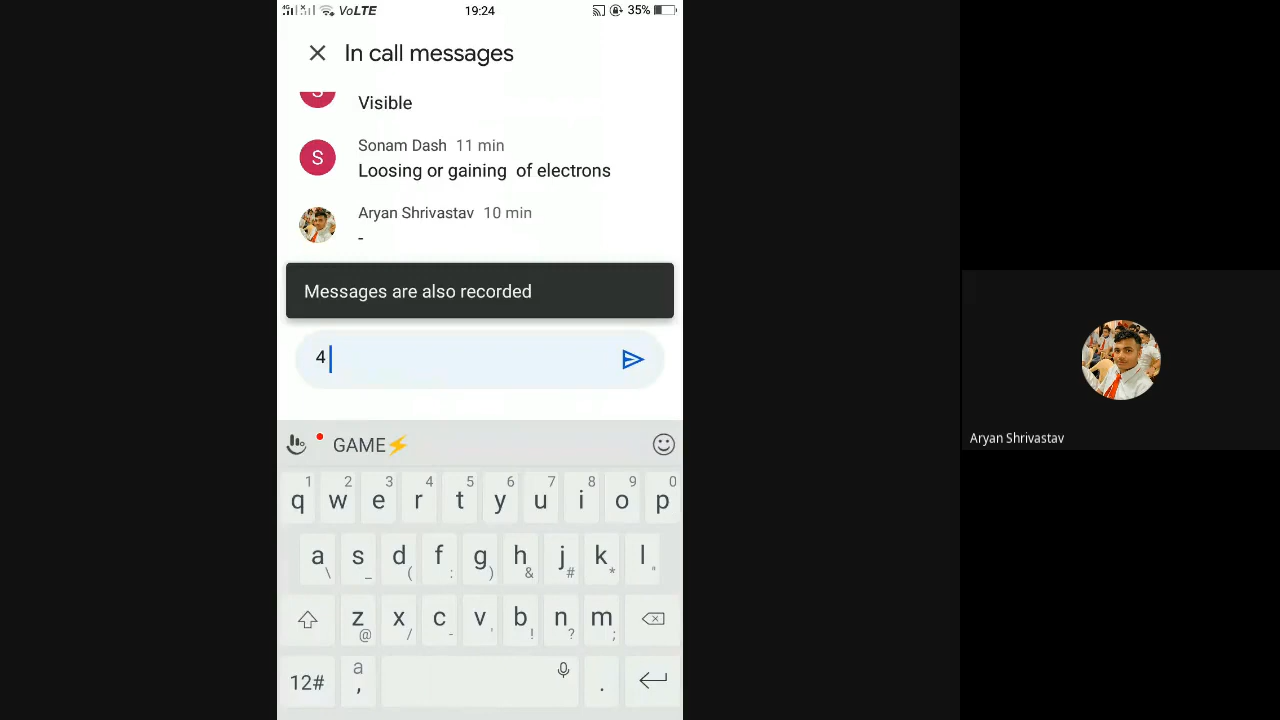 4G VoLTE 19:24 35%
In call messages
S Visible
Sonam Dash 11 min
S Loosing or gaining of electrons
Aryan Shrivastav 10 min
-
Messages are also recorded
4
GAME⚡
1 2 3 4 5 6 7 8 9 0
q w e r t y u i o p
a s d f g h j k l
\ _ ( : ) & # * "
z x c v b n m
@ / - ' ! ? ;
12# a , .
Aryan Shrivastav